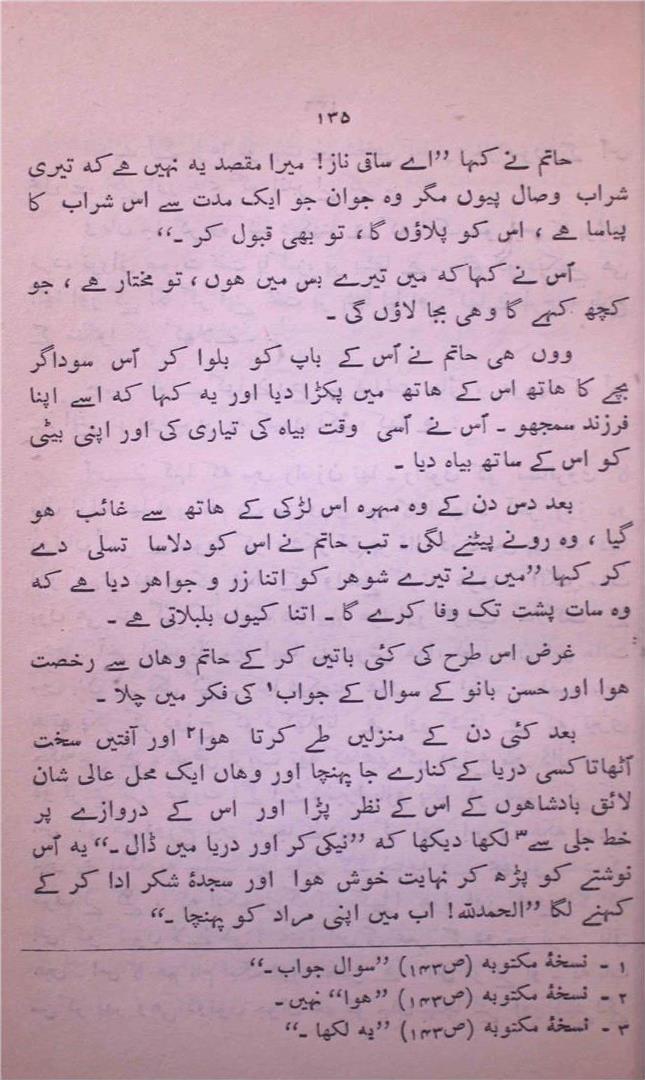 ۱۳۵
حاتم نے کہا ’’اے ساقی ناز! میرا مقصد یہ نہیں ہے کہ تیری
شراب وصال پیوں مگر وہ جوان جو ایک مدت سے اس شراب کا
پیاسا ہے ، اس کو پلاؤں گا ، تو بھی قبول کر ۔‘‘
اُس نے کہا کہ میں تیرے بس میں ہوں ، تو مختار ہے ، جو
کچھ کہے گا وہی بجا لاؤں گی ۔
ووں ہی حاتم نے اُس کے باپ کو بلوا کر اُس سوداگر
بچے کا ہاتھ اس کے ہاتھ میں پکڑا دیا اور یہ کہا کہ اسے اپنا
فرزند سمجھو ۔ اُس نے اُسی وقت بیاہ کی تیاری کی اور اپنی بیٹی
کو اس کے ساتھ بیاہ دیا ۔
بعد دس دن کے وہ مہرہ اس لڑکی کے ہاتھ سے غائب ہو
گیا ، وہ رونے پیٹنے لگی ۔ تب حاتم نے اس کو دلاسا تسلی دے
کر کہا ’’میں نے تیرے شوہر کو اتنا زر و جواہر دیا ہے کہ
وہ سات پشت تک وفا کرے گا ۔ اتنا کیوں بلبلاتی ہے ۔
غرض اس طرح کی کئی باتیں کر کے حاتم وہاں سے رخصت
ہوا اور حسن بانو کے سوال کے جواب۱ کی فکر میں چلا ۔
بعد کئی دن کے منزلیں طے کرتا ہوا۲ اور آفتیں سخت
اُٹھاتا کسی دریا کے کنارے جا پہنچا اور وہاں ایک محل عالی شان
لائق بادشاہوں کے اس کے نظر پڑا اور اس کے دروازے پر
خط جلی سے۳ لکھا دیکھا کہ ’’نیکی کر اور دریا میں ڈال ۔‘‘ یہ اُس
نوشتے کو پڑھ کر نہایت خوش ہوا اور سجدۂ شکر ادا کر کے
کہنے لگا ’’الحمدللہ! اب میں اپنی مراد کو پہنچا ۔‘‘
۱ ۔ نسخۂ مکتوبہ (ص۱۴۳) ’’سوال جواب ۔‘‘
۲ ۔ نسخۂ مکتوبہ (ص۱۴۳) ’’ہوا‘‘ نہیں ۔
۳ ۔ نسخۂ مکتوبہ (ص۱۴۳) ’’یہ لکھا ۔‘‘